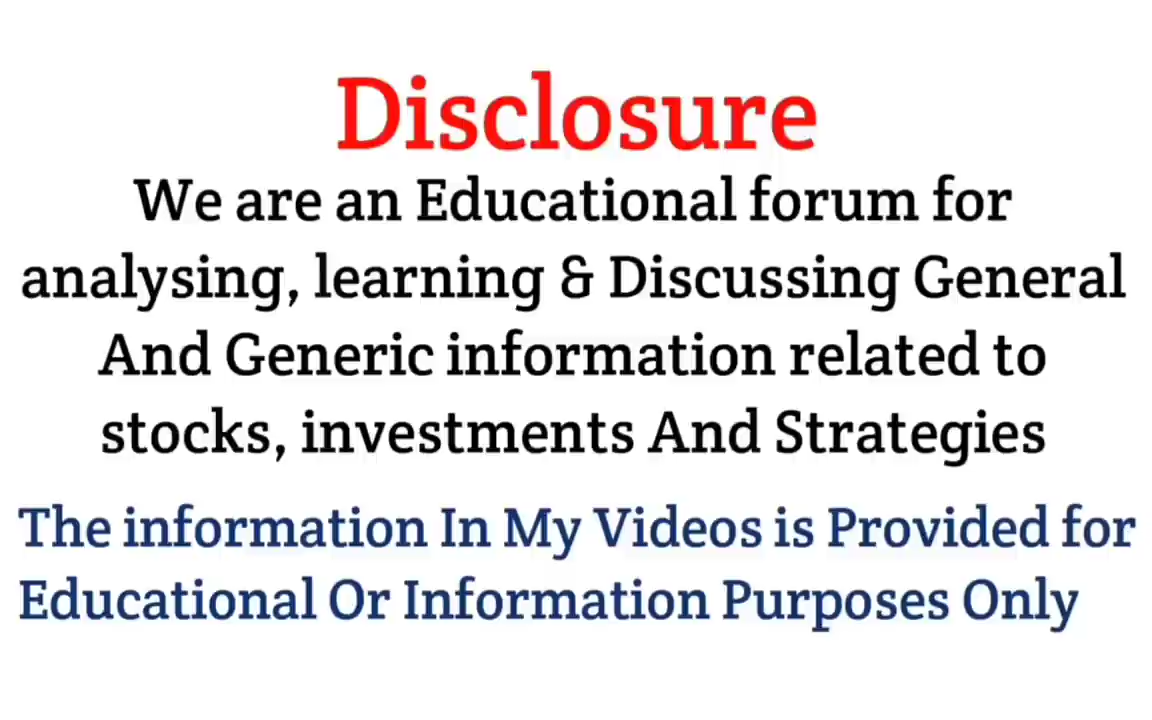 Disclosure
We are an Educational forum for
analysing, learning & Discussing General
And Generic information related to
stocks, investments And Strategies
The information In My Videos is Provided for
Educational Or Information Purposes Only